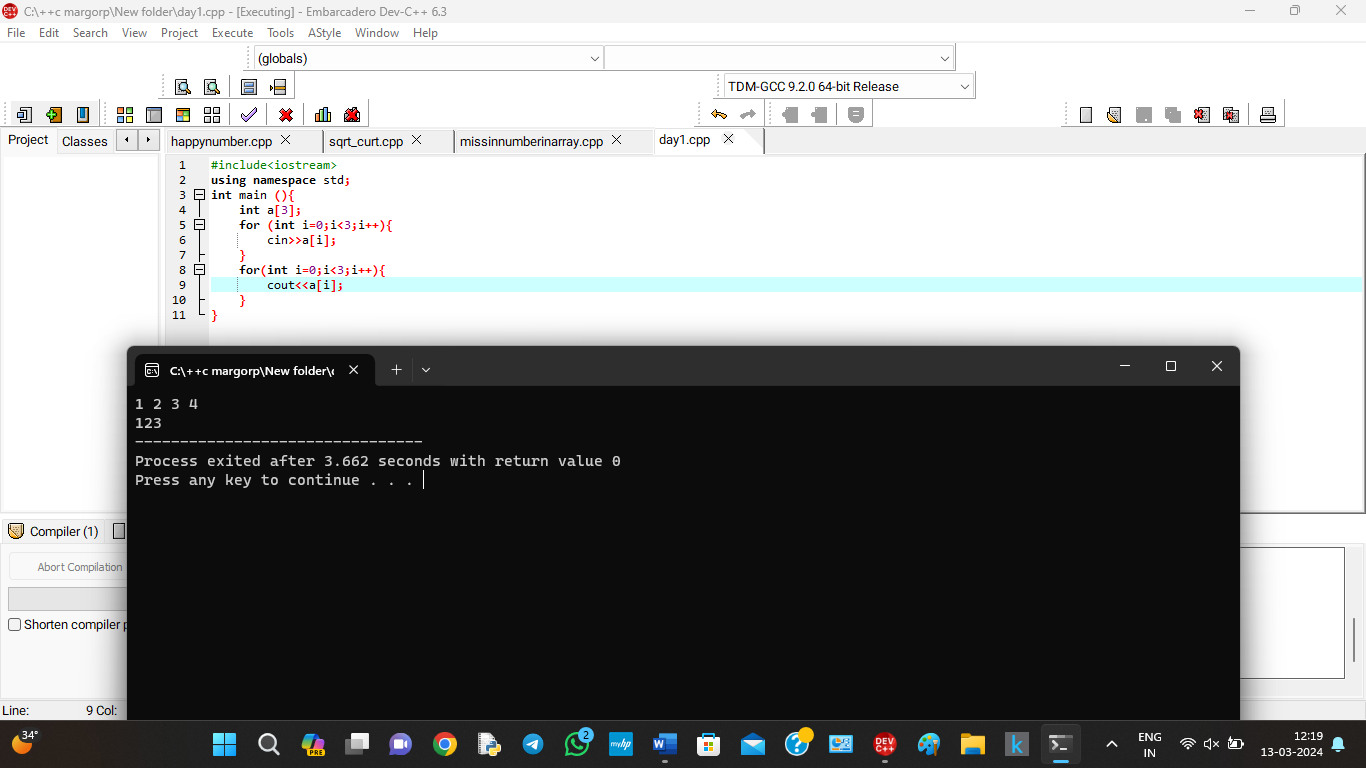 C:\++c margorp\New folder\day1.cpp - [Executing] - Embarcadero Dev-C++ 6.3
File Edit Search View Project Execute Tools AStyle Window Help
(globals)
TDM-GCC 9.2.0 64-bit Release
Project Classes happynumber.cpp sqrt_curt.cpp missinnumberinarray.cpp day1.cpp
1 #include<iostream>
2 using namespace std;
3 int main (){
4 int a[3];
5 for (int i=0;i<3;i++){
6 cin>>a[i];
7 }
8 for(int i=0;i<3;i++){
9 cout<<a[i];
10 }
11 }
C:\++c margorp\New folder\
1 2 3 4
123
--------------------------------
Process exited after 3.662 seconds with return value 0
Press any key to continue . . .
Compiler (1)
Abort Compilation
Shorten compiler
Line: 9 Col:
34°
PRE
2
myhp
DEV C++
ENG
IN
12:19
13-03-2024